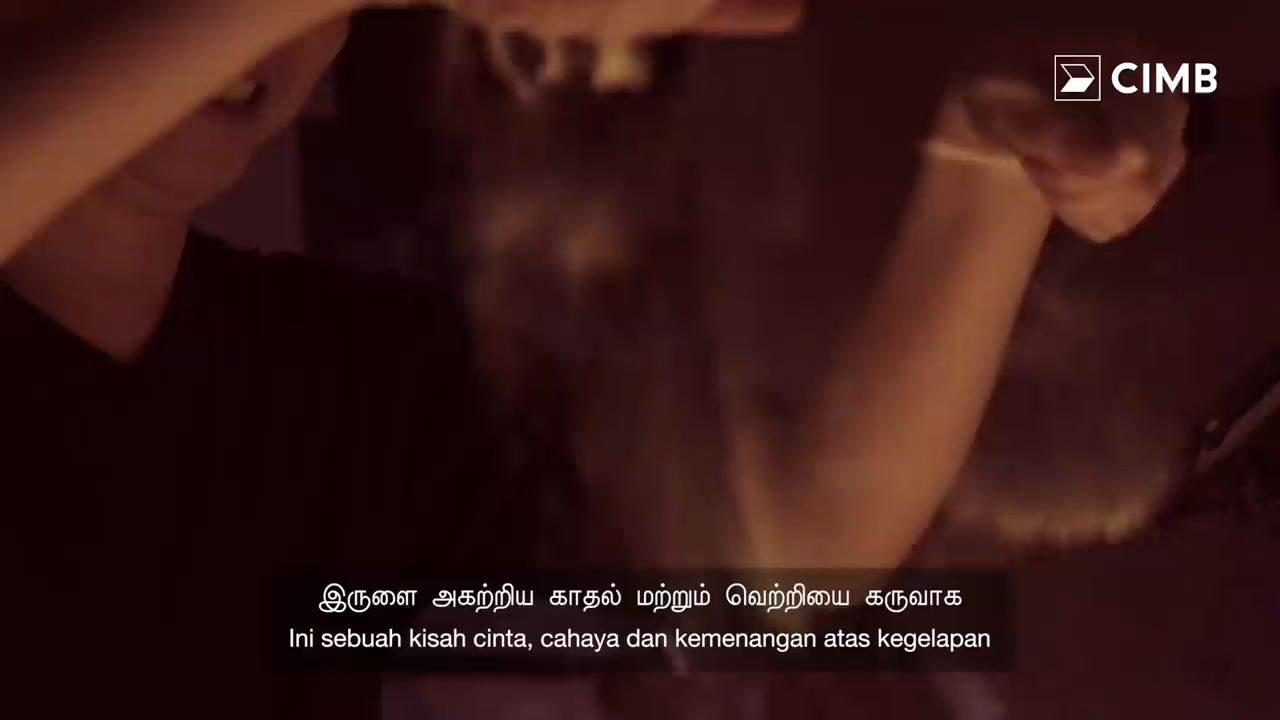 CIMB
இருளை அகற்றிய காதல் மற்றும் வெற்றியை கருவாக
Ini sebuah kisah cinta, cahaya dan kemenangan atas kegelapan